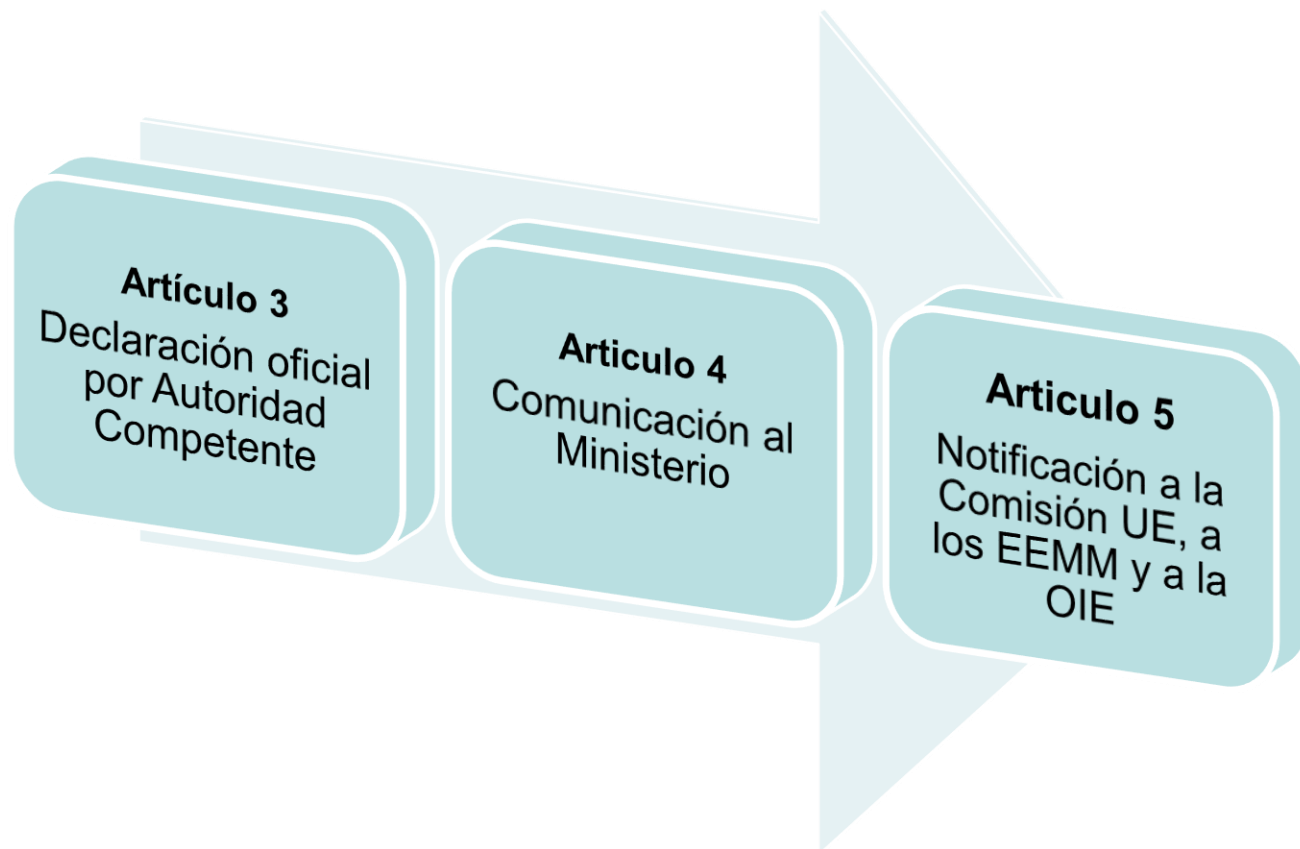 Artículo 3
Declaración oficial
por Autoridad
Competente
Articulo 4
Comunicación al
Ministerio
Articulo 5
Notificación a la
Comisión UE, a
los EEMM y a la
OIE